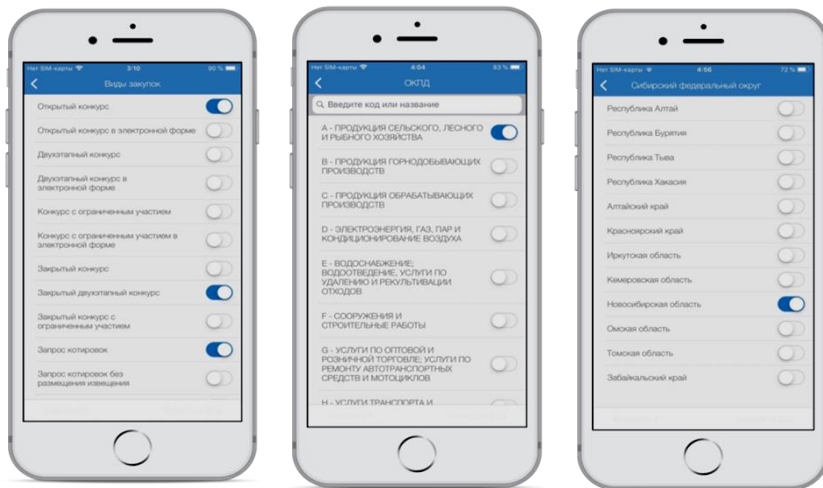 Нет SIM-карты 3:10 90 %
Виды закупок
Открытый конкурс
Открытый конкурс в электронной форме
Двухэтапный конкурс
Двухэтапный конкурс в
электронной форме
Конкурс с ограниченным участием
Конкурс с ограниченным участием в
электронной форме
Закрытый конкурс
Закрытый двухэтапный конкурс
Закрытый конкурс с
ограниченным участием
Запрос котировок
Запрос котировок без
размещения извещения
Нет SIM-карты 4:04 83 %
ОКПД
Введите код или название
A - ПРОДУКЦИЯ СЕЛЬСКОГО, ЛЕСНОГО
И РЫБНОГО ХОЗЯЙСТВА
B - ПРОДУКЦИЯ ГОРНОДОБЫВАЮЩИХ
ПРОИЗВОДСТВ
C - ПРОДУКЦИЯ ОБРАБАТЫВАЮЩИХ
ПРОИЗВОДСТВ
D - ЭЛЕКТРОЭНЕРГИЯ, ГАЗ, ПАР И
КОНДИЦИОНИРОВАНИЕ ВОЗДУХА
E - ВОДОСНАБЖЕНИЕ;
ВОДООТВЕДЕНИЕ, УСЛУГИ ПО
УДАЛЕНИЮ И РЕКУЛЬТИВАЦИИ
ОТХОДОВ
F - СООРУЖЕНИЯ И
СТРОИТЕЛЬНЫЕ РАБОТЫ
G - УСЛУГИ ПО ОПТОВОЙ И
РОЗНИЧНОЙ ТОРГОВЛЕ; УСЛУГИ ПО
РЕМОНТУ АВТОТРАНСПОРТНЫХ
СРЕДСТВ И МОТОЦИКЛОВ
H - УСЛУГИ ТРАНСПОРТА И
Нет SIM-карты 4:56 72 %
Сибирский федеральный округ
Республика Алтай
Республика Бурятия
Республика Тыва
Республика Хакасия
Алтайский край
Красноярский край
Иркутская область
Кемеровская область
Новосибирская область
Омская область
Томская область
Забайкальский край